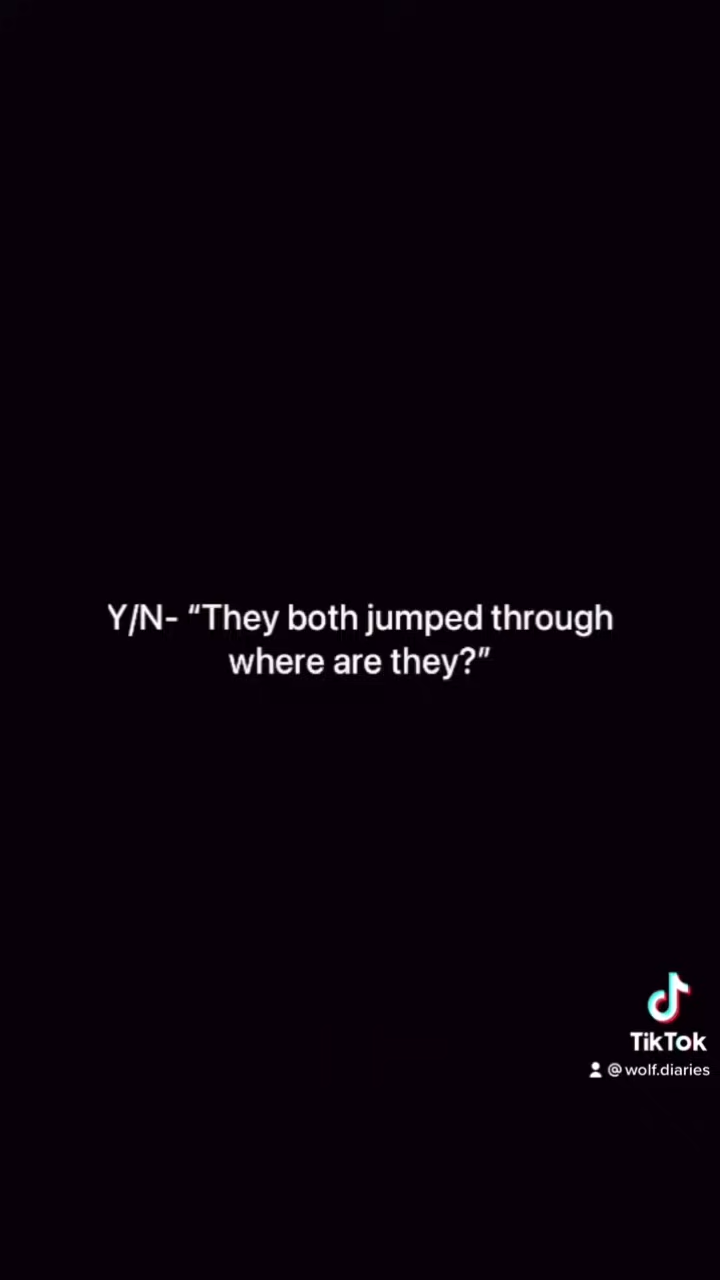 Y/N- “They both jumped through
where are they?”
TikTok
@wolf.diaries